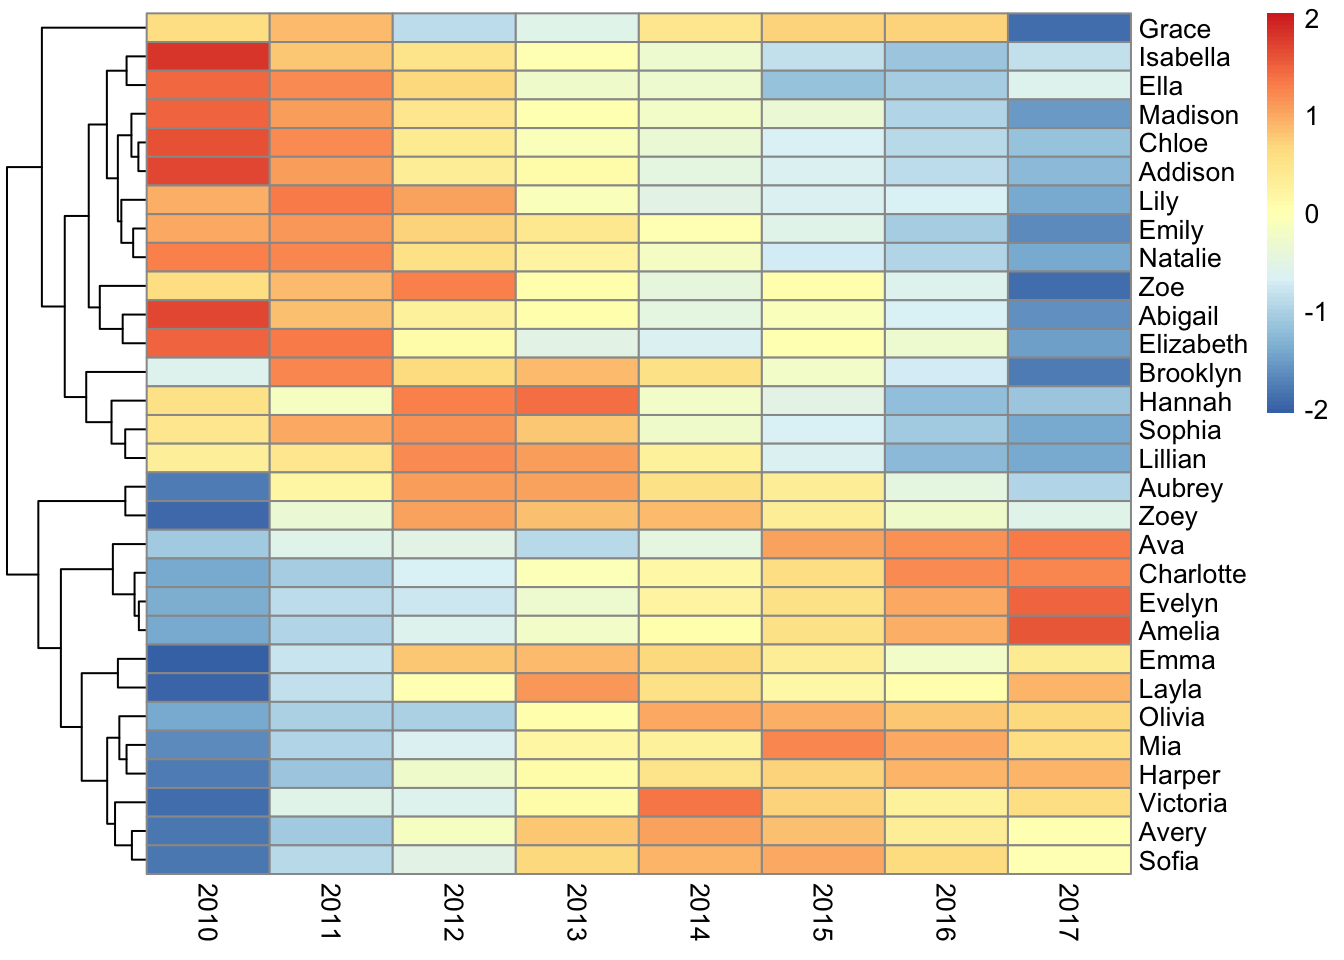 Grace
Isabella
Ella
Madison
Chloe
Addison
Lily
Emily
Natalie
Zoe
Abigail
Elizabeth
Brooklyn
Hannah
Sophia
Lillian
Aubrey
Zoey
Ava
Charlotte
Evelyn
Amelia
Emma
Layla
Olivia
Mia
Harper
Victoria
Avery
Sofia
2010 2011 2012 2013 2014 2015 2016 2017
2
1
0
-1
-2